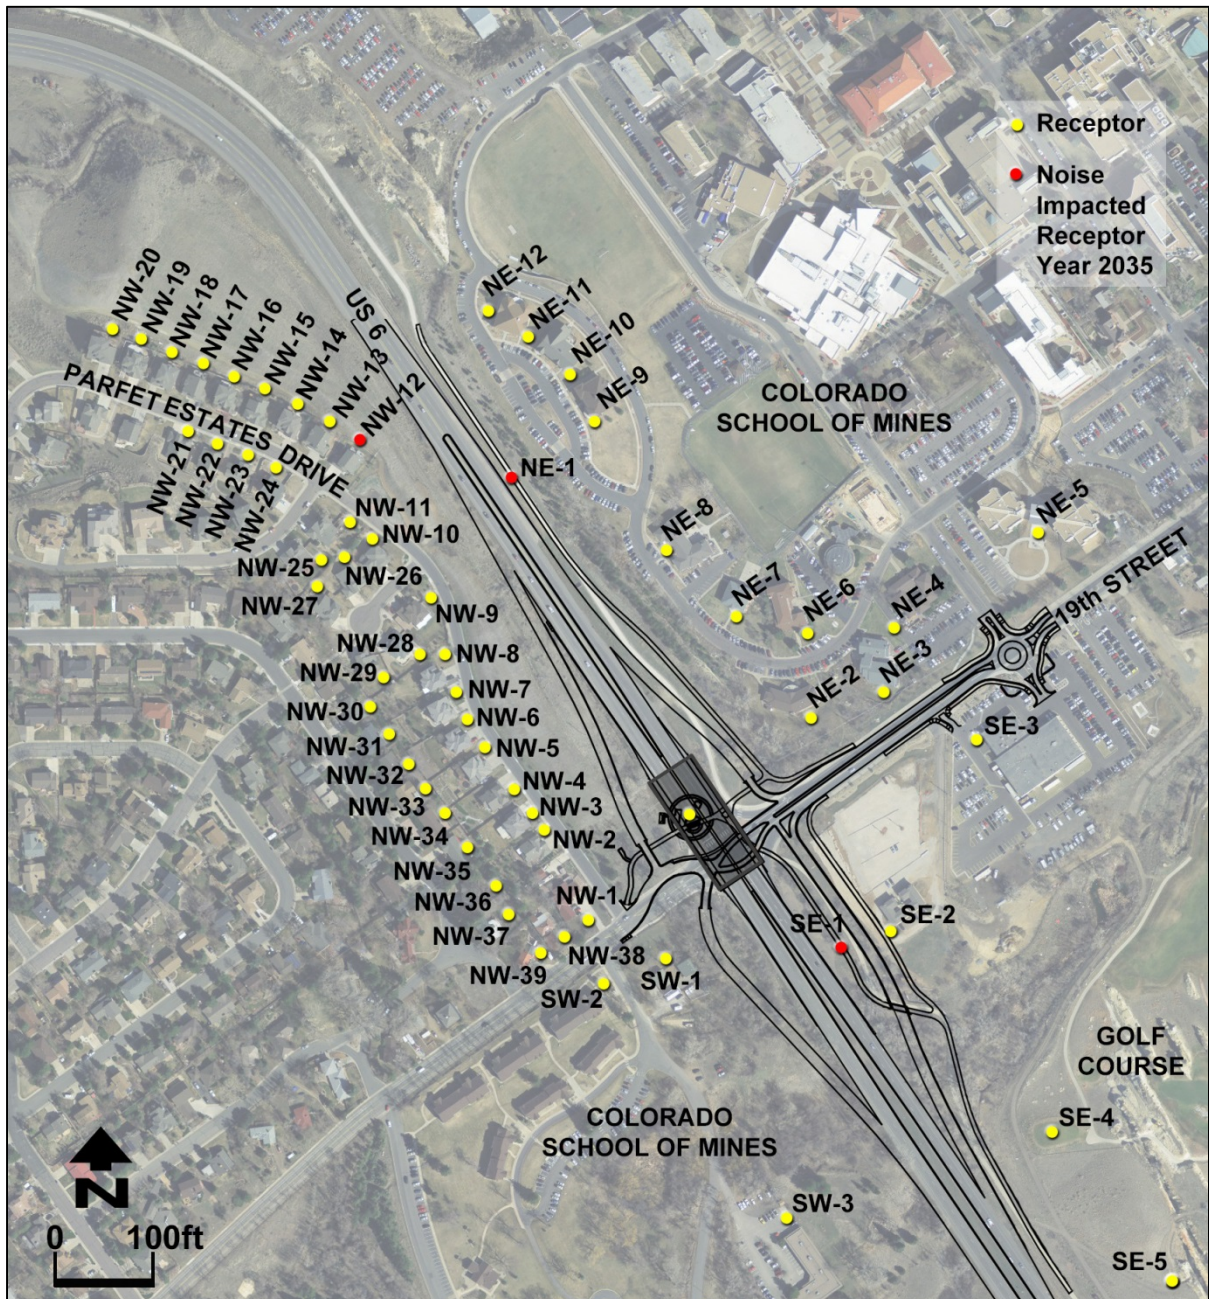 Receptor
Noise
Impacted
Receptor
Year 2035
NW-20
NW-19
NW-18
NW-17
NW-16
NW-15
NW-14
NW-13
NW-12
US 6
PARFET ESTATES DRIVE
NW-21
NW-22
NW-23
NW-24
NE-12
NE-11
NE-10
NE-9
COLORADO
SCHOOL OF MINES
NE-1
NE-8
NE-5
NE-7
NE-6
NE-4
NE-3
NE-2
19th STREET
NW-11
NW-10
NW-25
NW-26
NW-27
NW-9
NW-28
NW-8
NW-29
NW-7
NW-30
NW-6
NW-31
NW-5
NW-32
NW-4
NW-33
NW-3
NW-34
NW-2
NW-35
NW-36
NW-1
NW-37
NW-38
NW-39
SW-1
SW-2
SE-3
SE-1
SE-2
GOLF
COURSE
SE-4
COLORADO
SCHOOL OF MINES
SW-3
SE-5
N
0 100ft